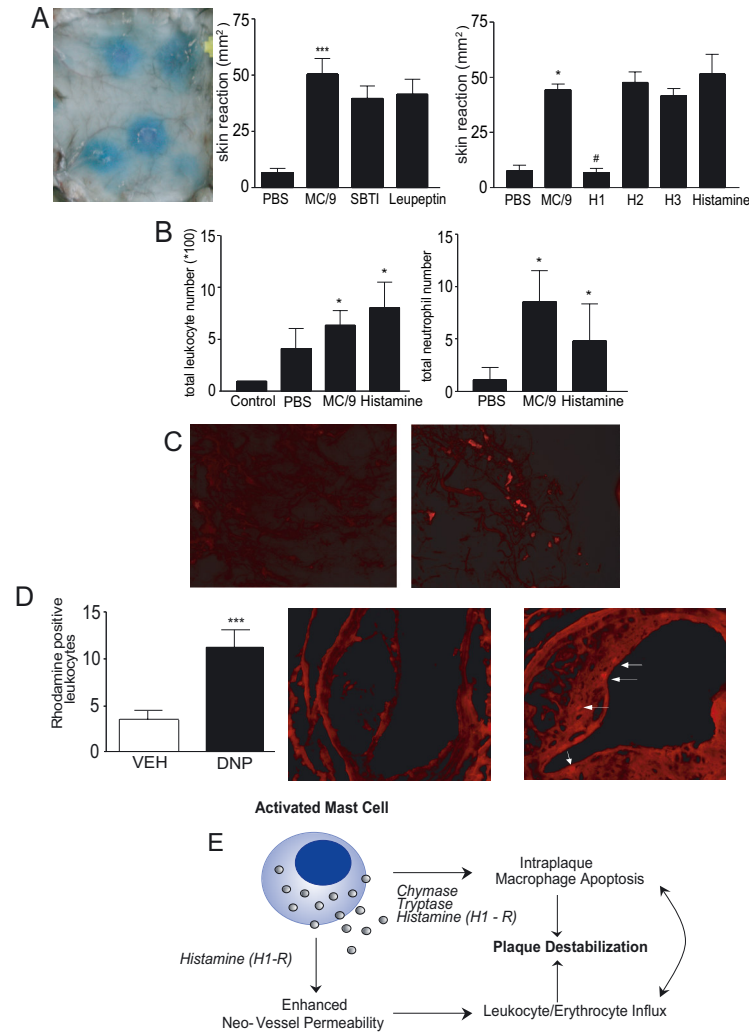 A
skin reaction (mm²)
75
50
25
0
***
PBS
MC/9
SBTI
Leupeptin
skin reaction (mm²)
75
50
25
0
*
#
PBS
MC/9
H1
H2
H3
Histamine
B
total leukocyte number (*100)
15
10
5
0
*
*
Control
PBS
MC/9
Histamine
total neutrophil number
15
10
5
0
*
*
PBS
MC/9
Histamine
C
D
Rhodamine positive
leukocytes
15
10
5
0
***
VEH
DNP
E
Activated Mast Cell
Chymase
Tryptase
Histamine (H1 - R)
Intraplaque
Macrophage Apoptosis
Plaque Destabilization
Histamine (H1-R)
Enhanced
Neo-Vessel Permeability
Leukocyte/Erythrocyte Influx